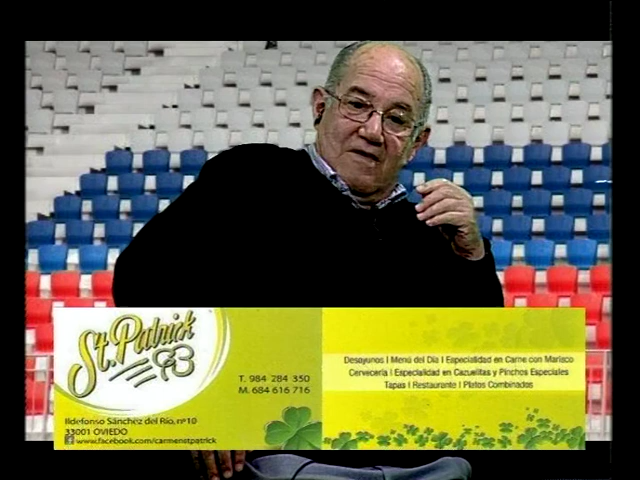 St. Patrick
T. 984 284 350
M. 684 616 716
Ildefonso Sánchez del Río, nº10
33001 OVIEDO
www.facebook.com/carmenstpatrick
Desayunos I Menú del Día I Especialidad en Carne con Marisco
Cervecería I Especialidad en Cazuelitas y Pinchos Especiales
Tapas I Restaurante I Platos Combinados